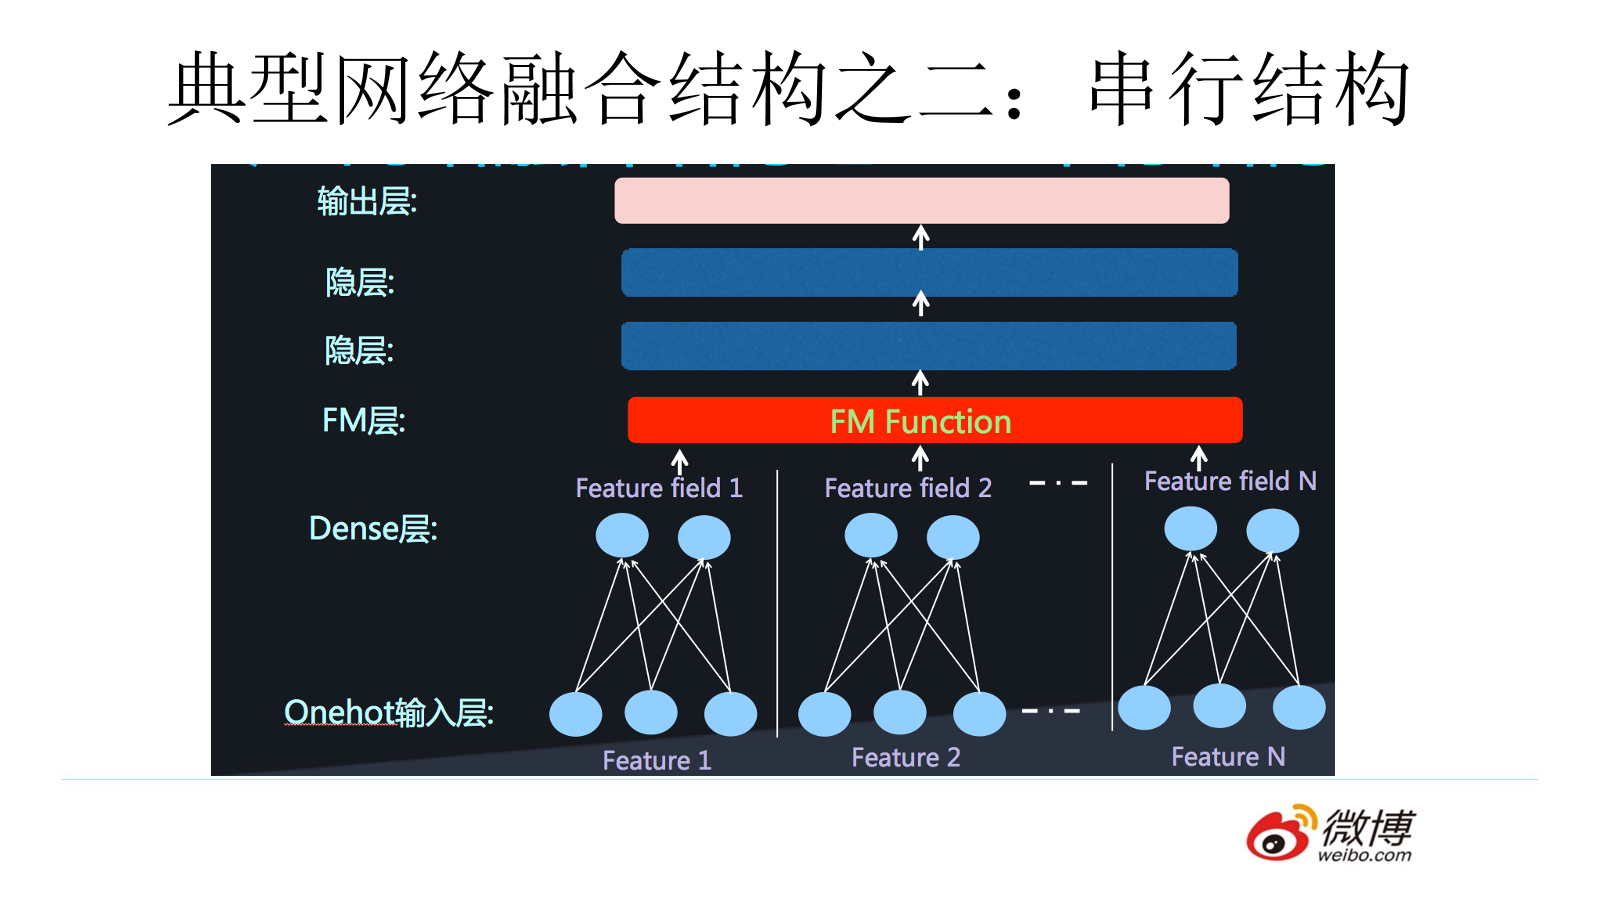 典型网络融合结构之二：串行结构
输出层:
隐层:
隐层:
FM层:
FM Function
Feature field 1
Feature field 2
Feature field N
Dense层:
Onehot输入层:
Feature 1
Feature 2
Feature N
微博
weibo.com